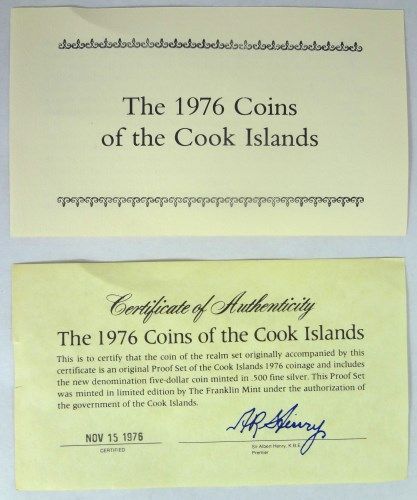 The 1976 Coins
of the Cook Islands
Certificate of Authenticity
The 1976 Coins of the Cook Islands
This is to certify that the coin of the realm set originally accompanied by this
certificate is an original Proof Set of the Cook Islands 1976 coinage and includes
the new denomination five-dollar coin minted in .500 fine silver. This Proof Set
was minted in limited edition by The Franklin Mint under the authorization of
the government of the Cook Islands.
NOV 15 1976
CERTIFIED
Sir Albert Henry, K.B.E.
Premier